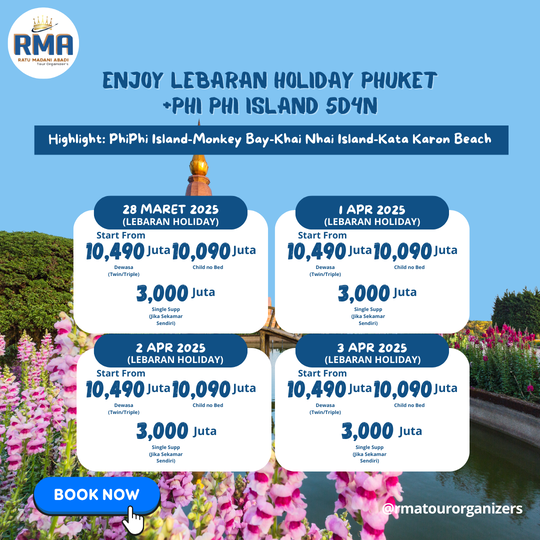 RMA
RATU MADANI ABADI
Tour Organizer's
ENJOY LEBARAN HOLIDAY PHUKET
+PHI PHI ISLAND 5D4N
Highlight: PhiPhi Island-Monkey Bay-Khai Nhai Island-Kata Karon Beach
28 MARET 2025
(LEBARAN HOLIDAY)
Start From
10,490 Juta 10,090 Juta
Dewasa Child no Bed
(Twin/Triple)
3,000 Juta
Single Supp
(Jika Sekamar
Sendiri)
1 APR 2025
(LEBARAN HOLIDAY)
Start From
10,490 Juta 10,090 Juta
Dewasa Child no Bed
(Twin/Triple)
3,000 Juta
Single Supp
(Jika Sekamar
Sendiri)
2 APR 2025
(LEBARAN HOLIDAY)
Start From
10,490 Juta 10,090 Juta
Dewasa Child no Bed
(Twin/Triple)
3,000 Juta
Single Supp
(Jika Sekamar
Sendiri)
3 APR 2025
(LEBARAN HOLIDAY)
Start From
10,490 Juta 10,090 Juta
Dewasa Child no Bed
(Twin/Triple)
3,000 Juta
Single Supp
(Jika Sekamar
Sendiri)
BOOK NOW
@rmatourorganizers